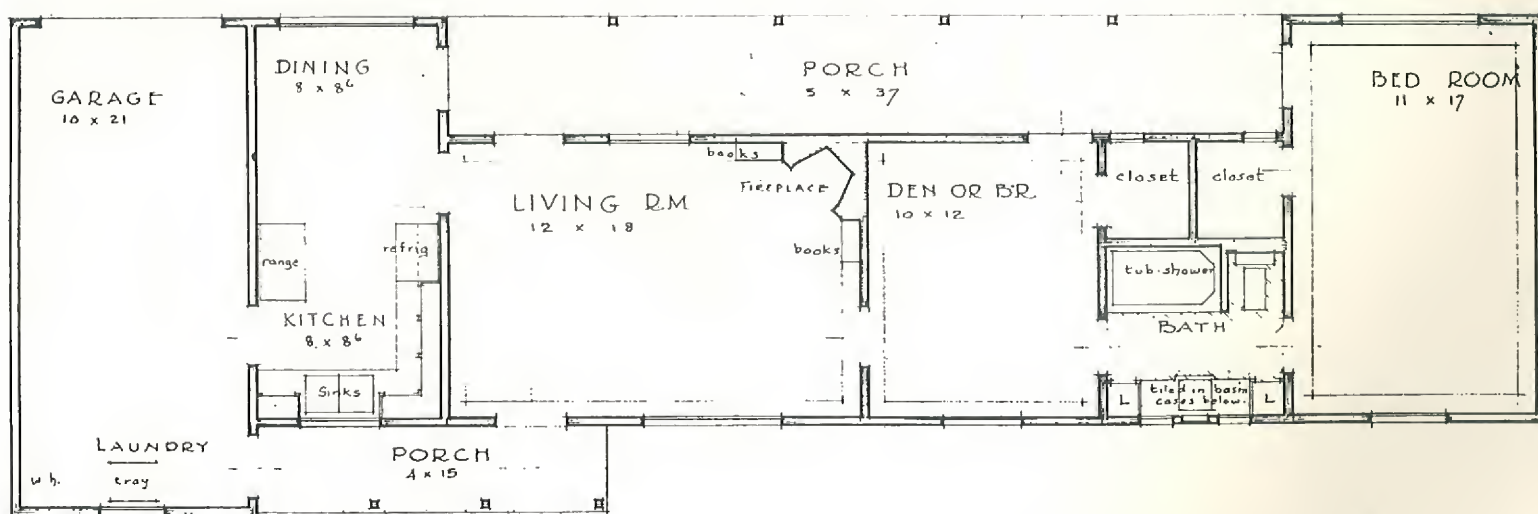 GARAGE
10 x 21
DINING
8 x 8⁶
PORCH
5 x 37
BED ROOM
11 x 17
books
FIREPLACE
LIVING RM
12 x 18
books
DEN OR B'R
10 x 12
closet
closet
range
refrig
KITCHEN
8 x 8⁶
Sinks
tub-shower
BATH
L
tiled in basin
cases below.
L
LAUNDRY
w h.
tray
PORCH
4 x 15